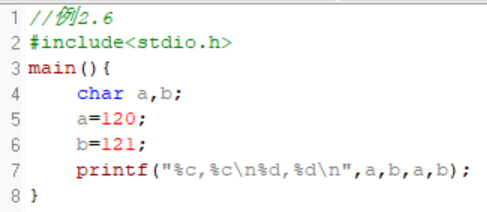 1 //例2.6
2 #include<stdio.h>
3 main(){
4     char a,b;
5     a=120;
6     b=121;
7     printf("%c,%c\n%d,%d\n",a,b,a,b);
8 }